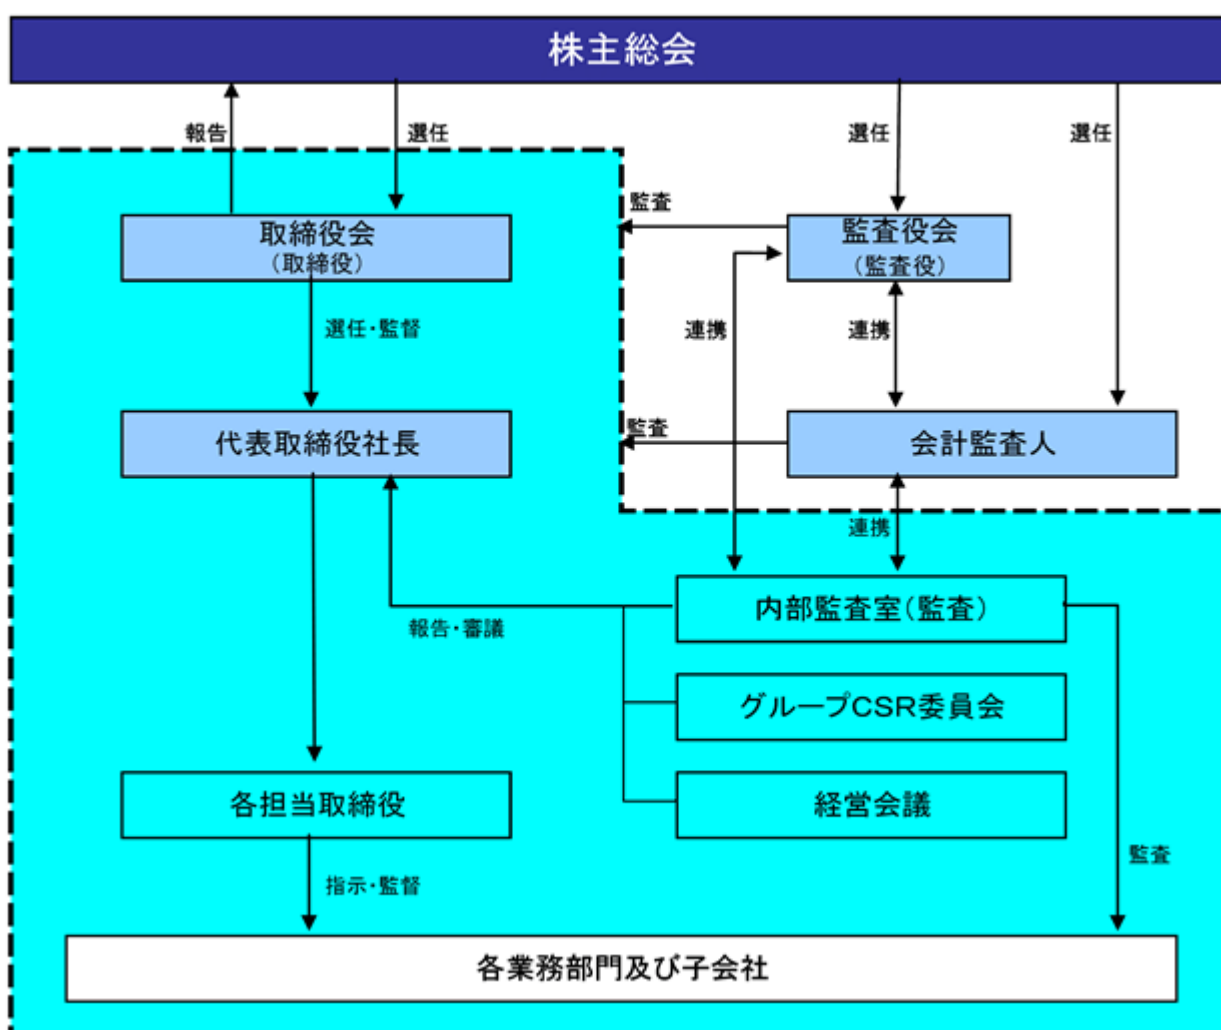 株主総会
報告
選任
選任
選任
取締役会
（取締役）
監査
監査役会
（監査役）
選任・監督
連携
連携
代表取締役社長
監査
会計監査人
連携
内部監査室（監査）
報告・審議
グループCSR委員会
各担当取締役
経営会議
監査
指示・監督
各業務部門及び子会社